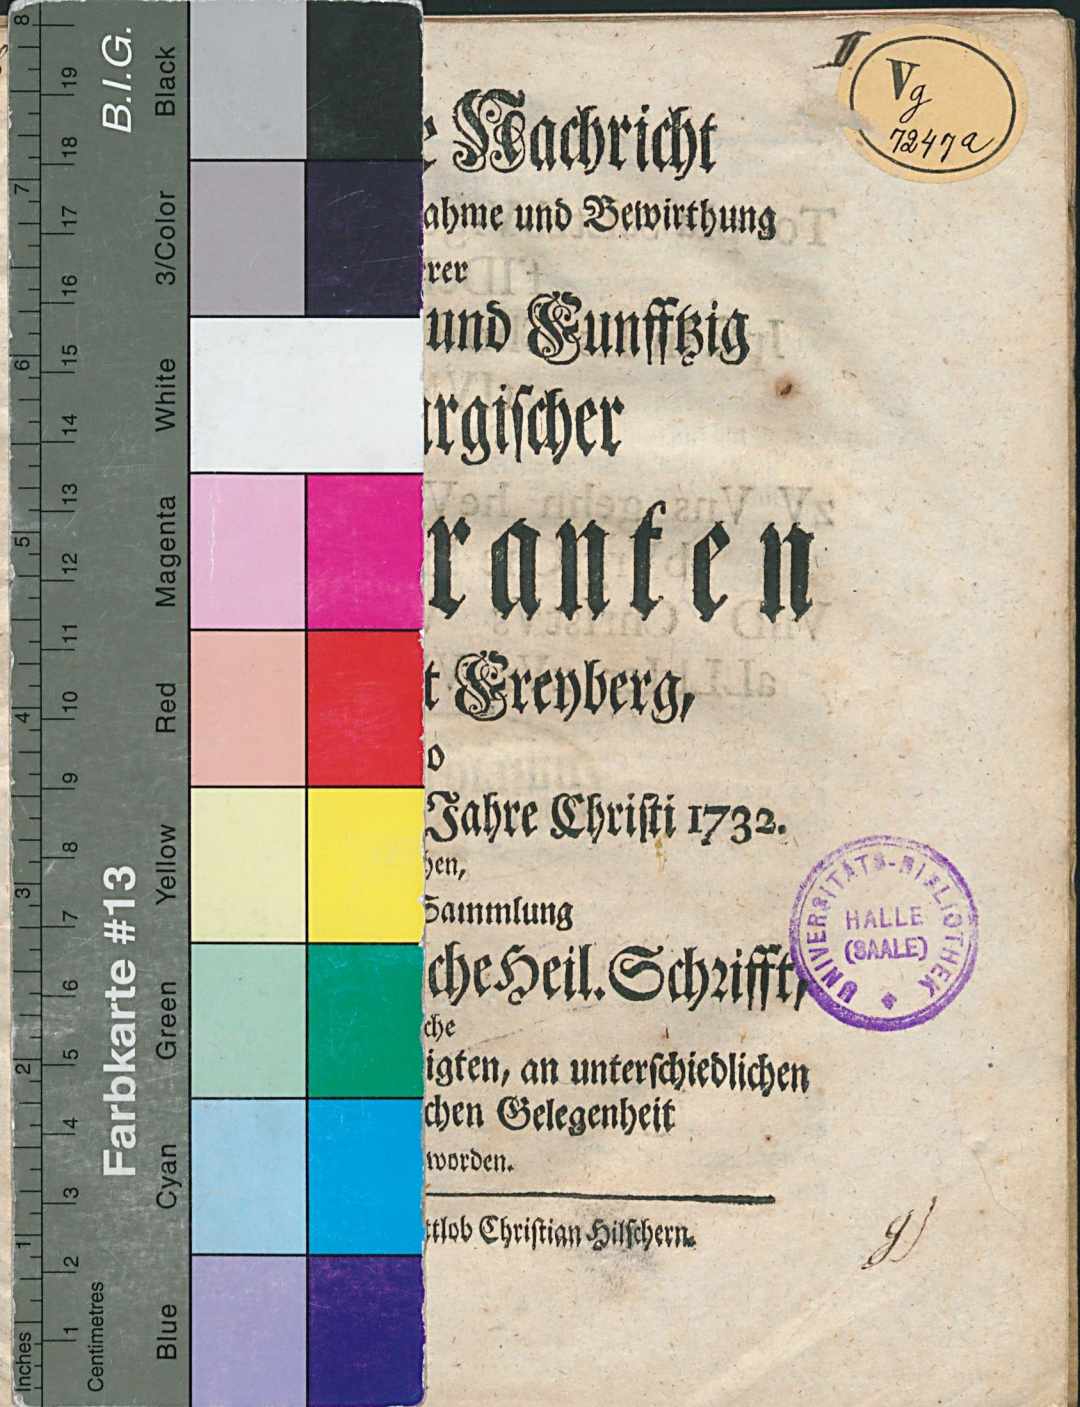 B.I.G.
Farbkarte #13
Black
3/Color
White
Magenta
Red
Yellow
Green
Cyan
Blue
Centimetres
Inches
8
7
6
5
4
3
2
1
19
18
17
16
15
14
13
12
11
10
9
8
7
6
5
4
3
2
1
Vg
7247a
e Nachricht
ahme und Bewirthung
rer
und Funfftzig
rgischer
ranten
t Freyberg,
o
Jahre Christi 1732.
hen,
Sammlung
che Heil. Schrifft,
che
igten, an unterschiedlichen
chen Gelegenheit
worden.
ttlob Christian Hilschern.
UNIVERSITÄTS-BIBLIOTHEK
HALLE
(SAALE)
g)